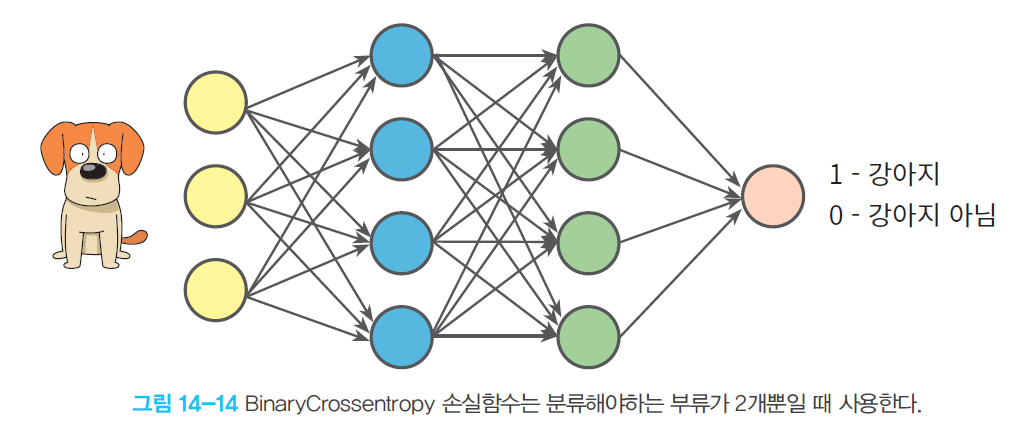 1 - 강아지
0 - 강아지 아님
그림 14-14 BinaryCrossentropy 손실함수는 분류해야하는 부류가 2개뿐일 때 사용한다.